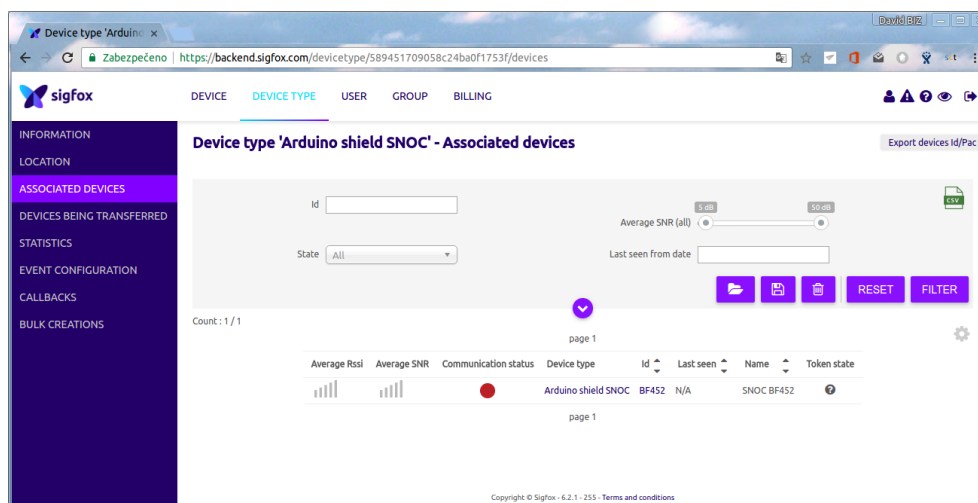 David BIZ
Device type 'Arduino
Zabezpečeno https://backend.sigfox.com/devicetype/589451709058c24ba0f1753f/devices
sigfox DEVICE DEVICE TYPE USER GROUP BILLING
INFORMATION
LOCATION
ASSOCIATED DEVICES
DEVICES BEING TRANSFERRED
STATISTICS
EVENT CONFIGURATION
CALLBACKS
BULK CREATIONS
Device type 'Arduino shield SNOC' - Associated devices
Export devices Id/Pac
CSV
Id
5 dB 50 dB
Average SNR (all)
State All
Last seen from date
RESET FILTER
Count : 1 / 1
page 1
Average Rssi Average SNR Communication status Device type Id Last seen Name Token state
Arduino shield SNOC BF452 N/A SNOC BF452
page 1
Copyright © Sigfox - 6.2.1 - 255 - Terms and conditions